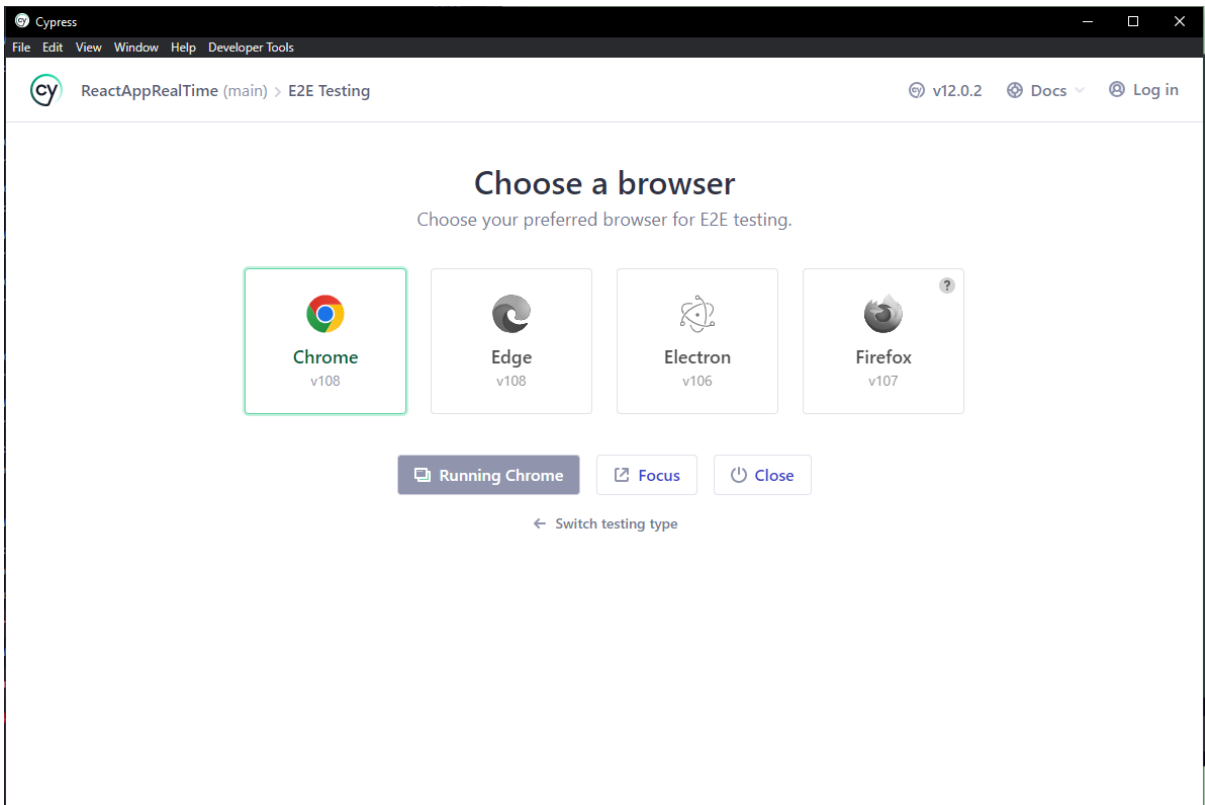 Cypress
File Edit View Window Help Developer Tools
cy ReactAppRealTime (main) > E2E Testing cy v12.0.2 Docs Log in
Choose a browser
Choose your preferred browser for E2E testing.
?
Chrome Edge Electron Firefox
v108 v108 v106 v107
Running Chrome Focus Close
← Switch testing type